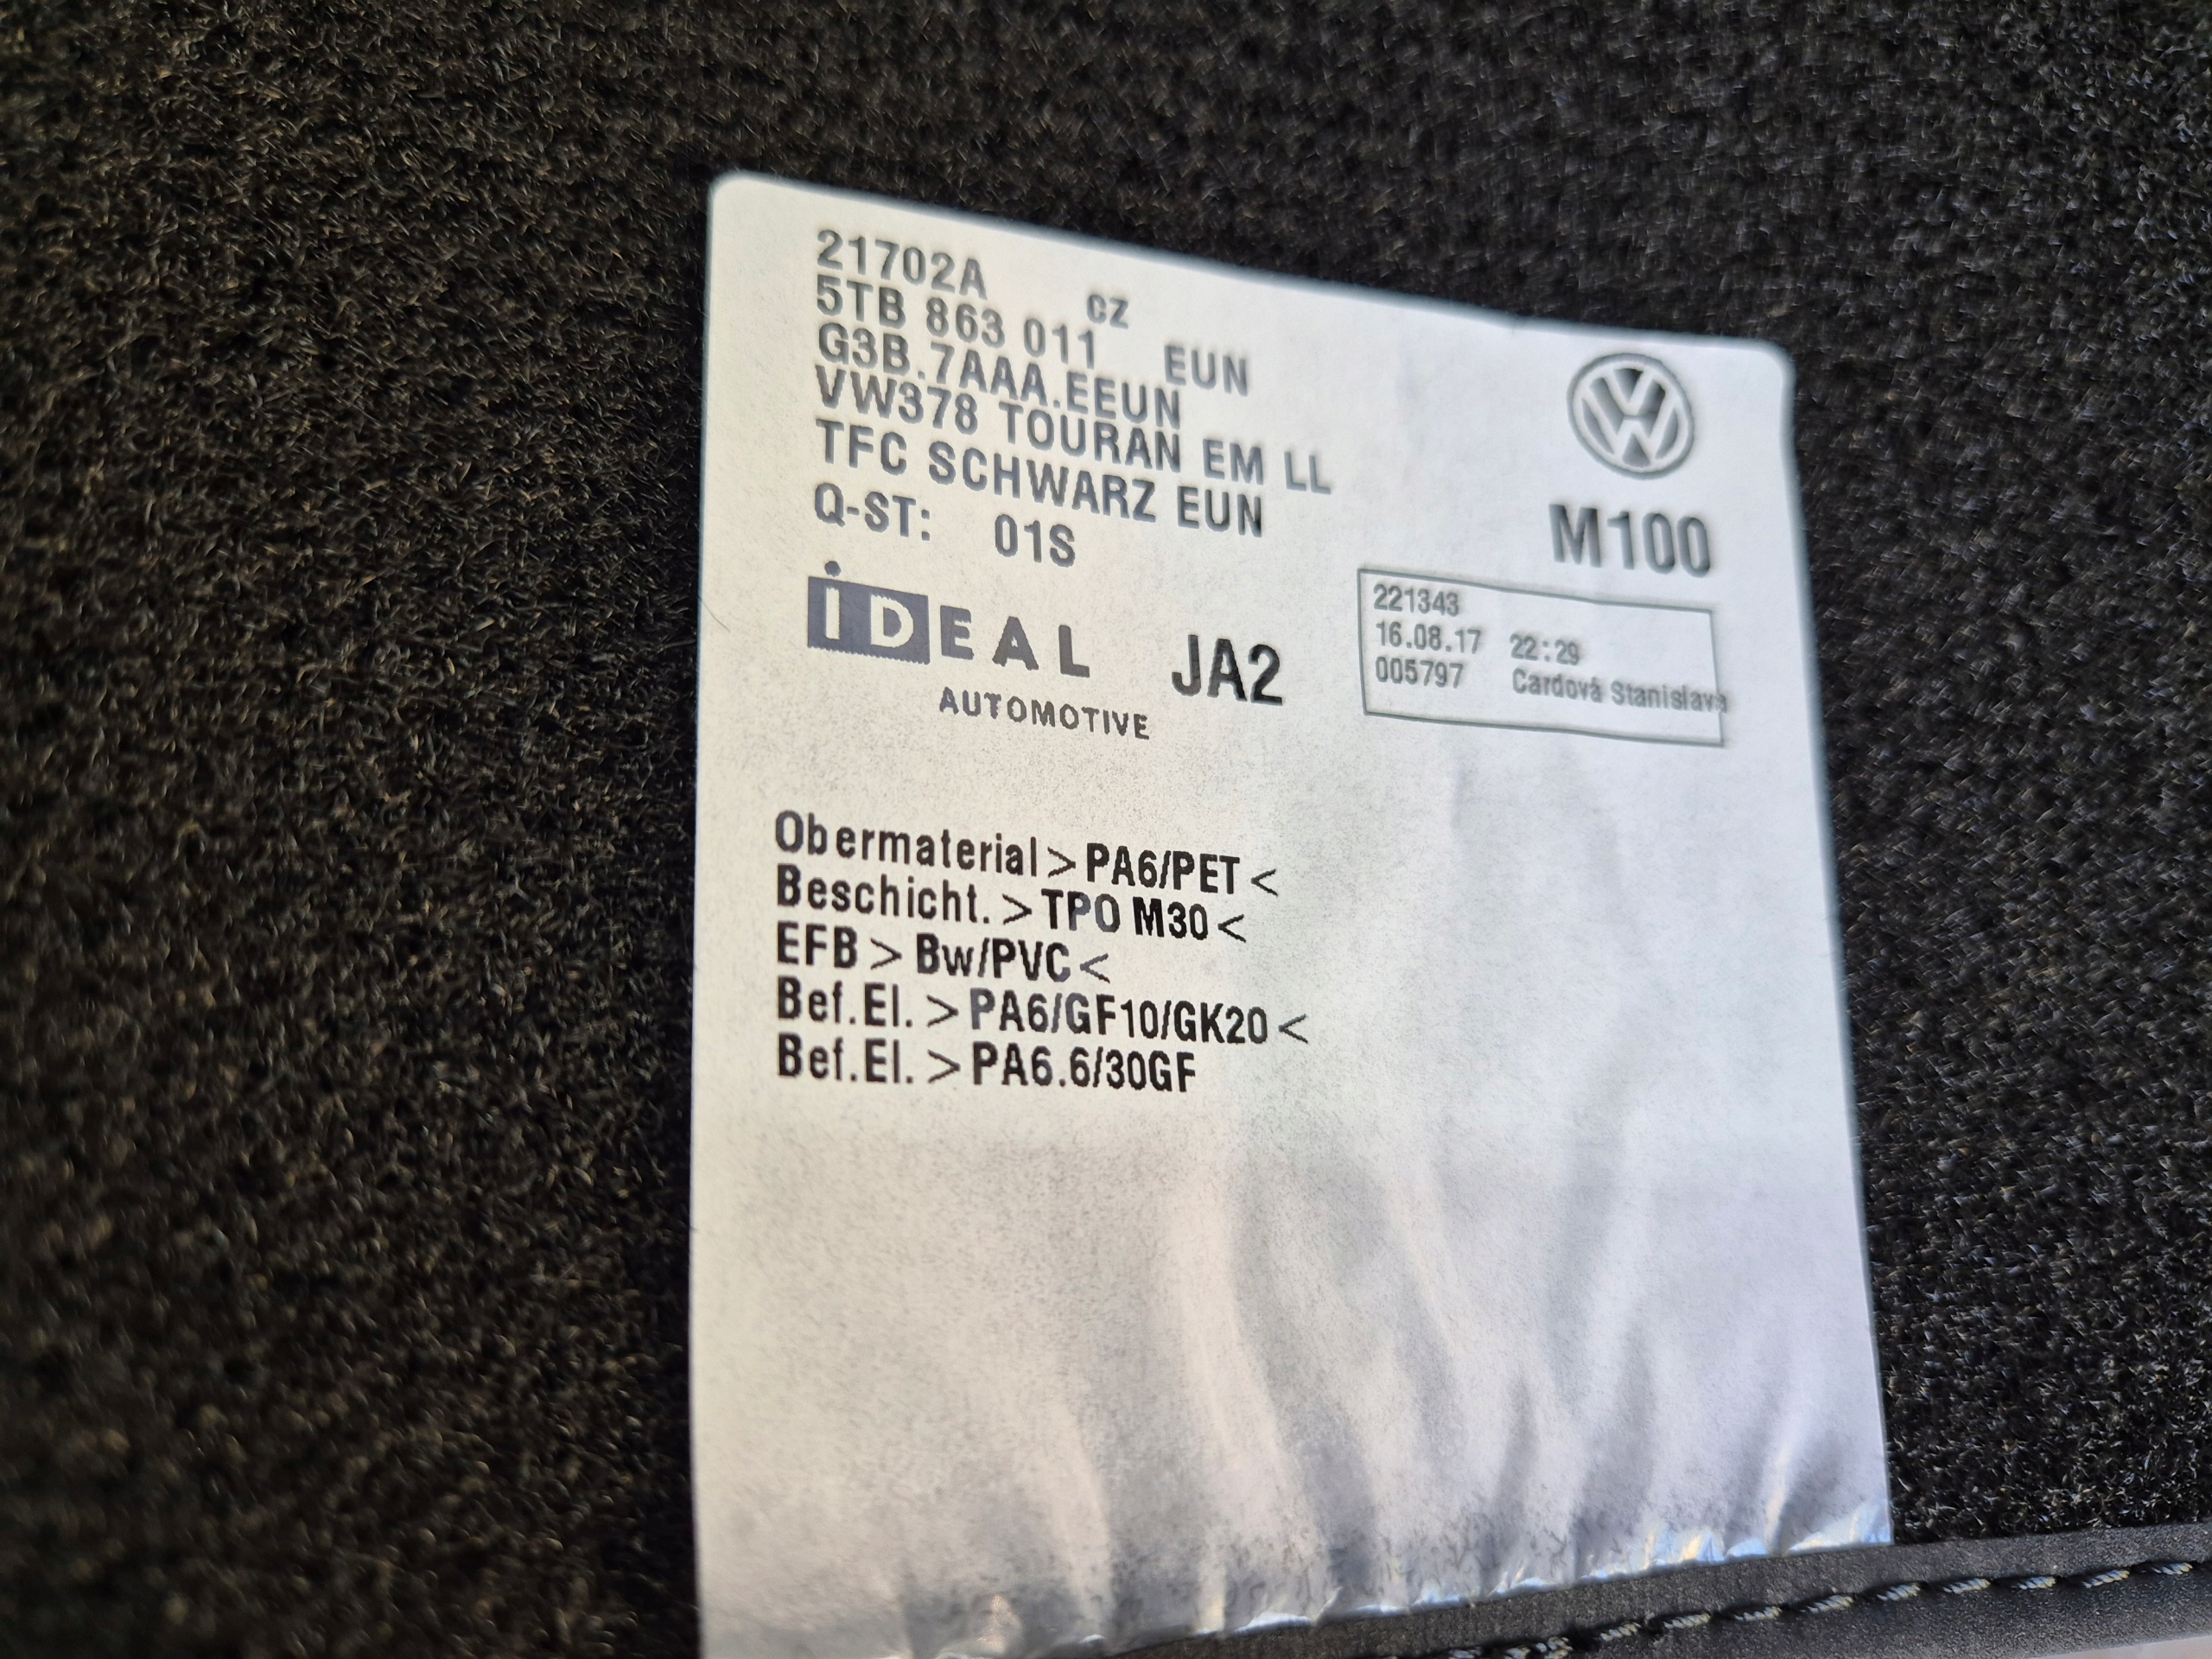 21702A
CZ
5TB 863 011 EUN
G3B.7AAA.EEUN
VW378 TOURAN EM LL
TFC SCHWARZ EUN
Q-ST: 01S
M100
iDEAL
AUTOMOTIVE
JA2
221343
16.08.17 22:29
005797 Cardová Stanislava
Obermaterial>PA6/PET<
Beschicht.>TPO M30<
EFB>Bw/PVC<
Bef.El.>PA6/GF10/GK20<
Bef.El.>PA6.6/30GF